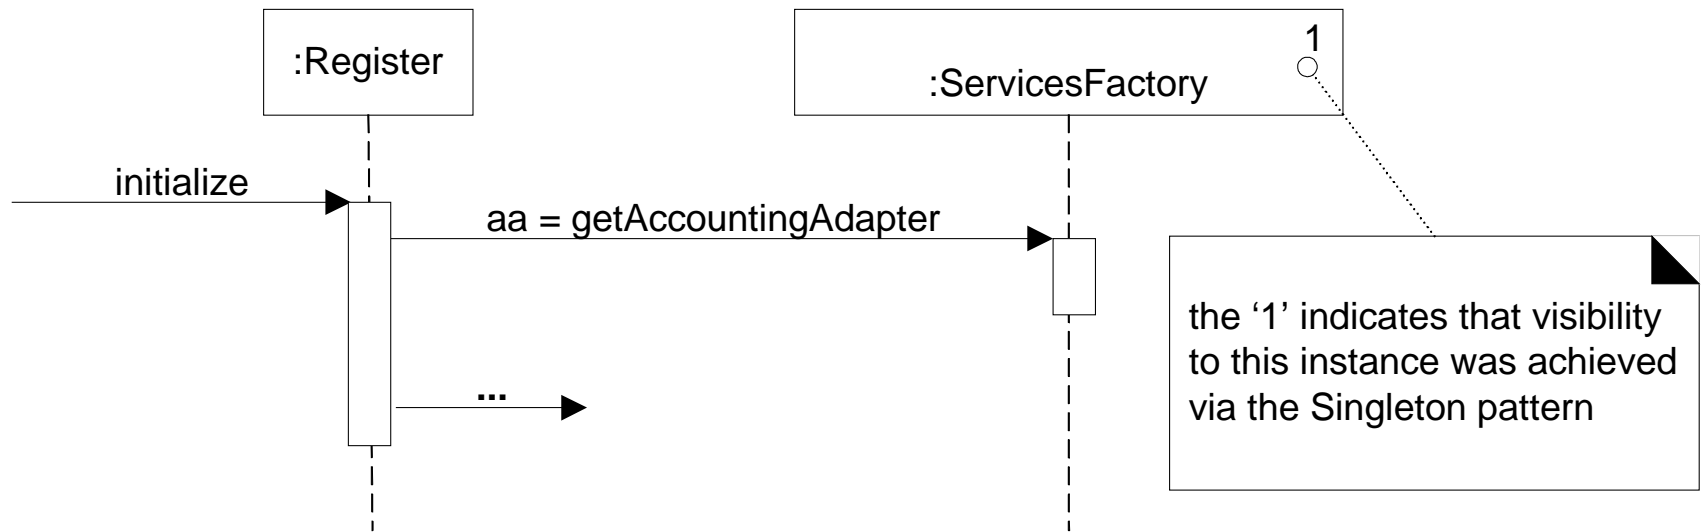 :Register
1
:ServicesFactory
initialize
aa = getAccountingAdapter
...
the ‘1’ indicates that visibility
to this instance was achieved
via the Singleton pattern